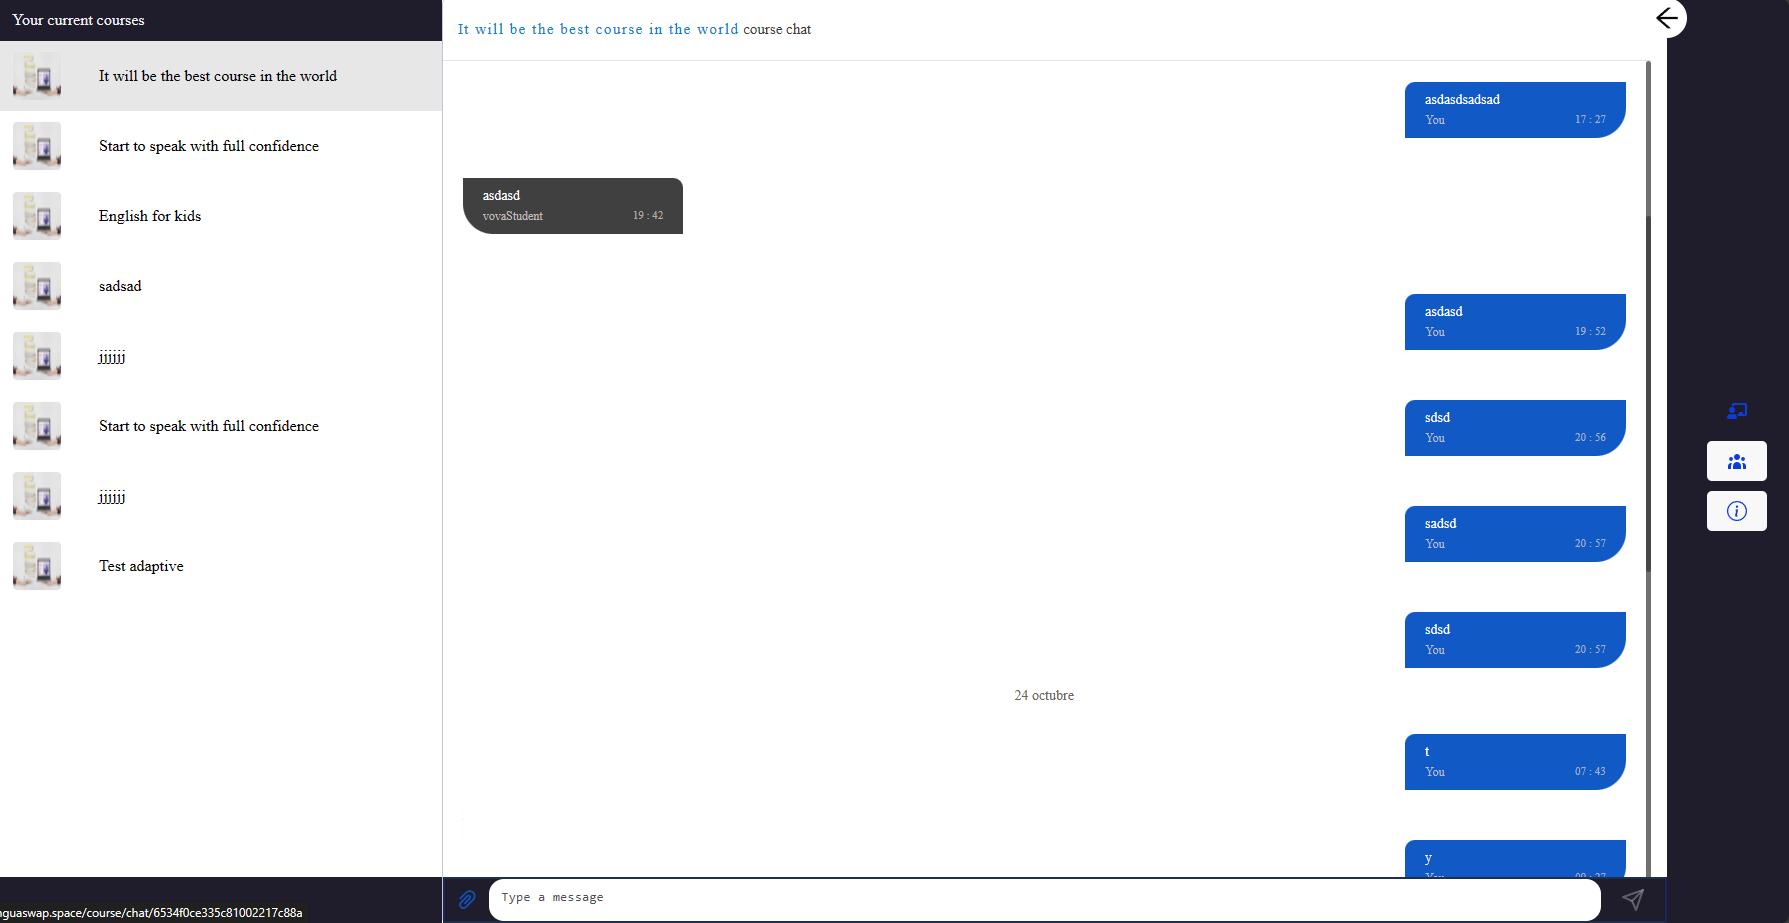 Your current courses
It will be the best course in the world
Start to speak with full confidence
English for kids
sadsad
jjjjjj
Start to speak with full confidence
jjjjjj
Test adaptive
nguaswap.space/course/chat/6534f0ce335c81002217c88a
It will be the best course in the world course chat
asdasdsadsad
You 17 : 27
asdasd
vovaStudent 19 : 42
asdasd
You 19 : 52
sdsd
You 20 : 56
sadsd
You 20 : 57
sdsd
You 20 : 57
24 octubre
t
You 07 : 43
y
Type a message